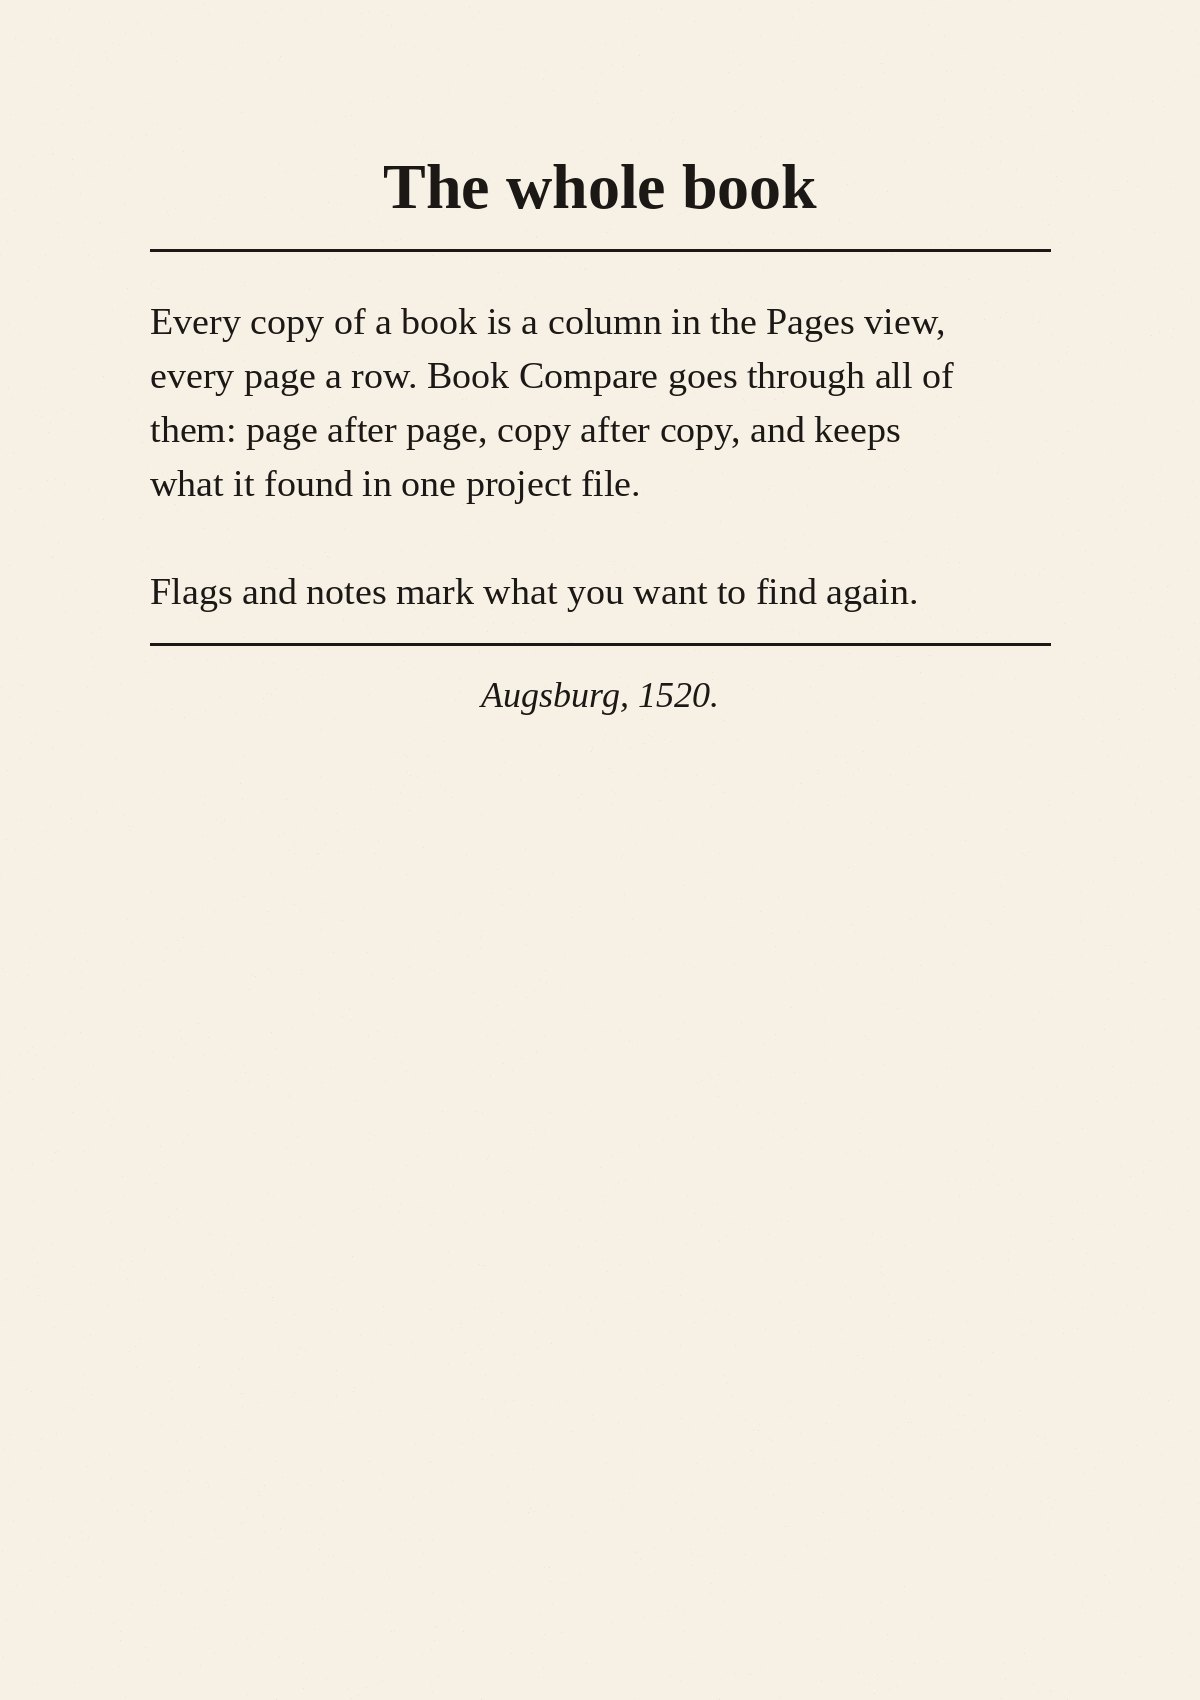 The whole book
Every copy of a book is a column in the Pages view,
every page a row. Book Compare goes through all of
them: page after page, copy after copy, and keeps
what it found in one project file.
Flags and notes mark what you want to find again.
Augsburg, 1520.